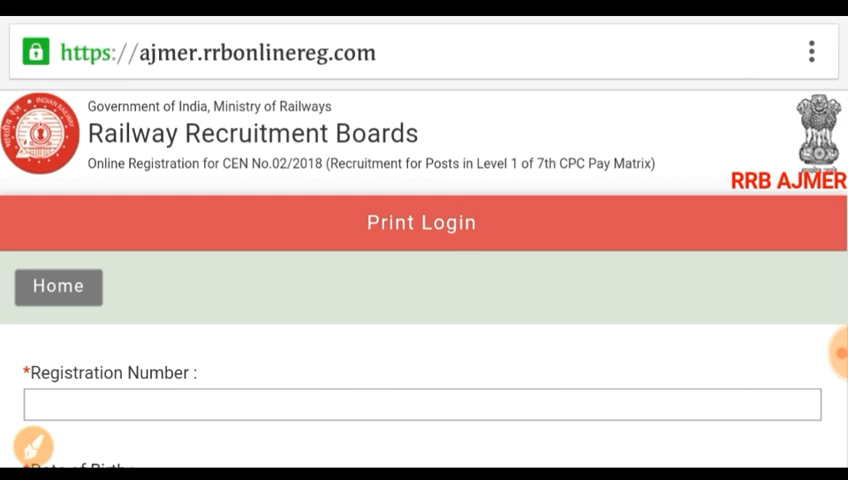 https://ajmer.rrbonlinereg.com
Government of India, Ministry of Railways
Railway Recruitment Boards
Online Registration for CEN No.02/2018 (Recruitment for Posts in Level 1 of 7th CPC Pay Matrix)
RRB AJMER
Print Login
Home
*Registration Number :